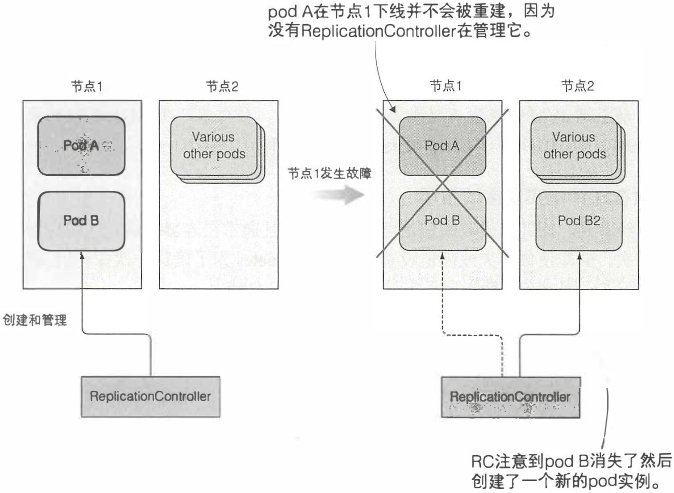 pod A在节点1下线并不会被重建，因为
没有ReplicationController在管理它。
节点1
节点2
节点1
节点2
Pod A
Various
other pods
Pod A
Various
other pods
节点1发生故障
Pod B
Pod B
Pod B2
创建和管理
ReplicationController
ReplicationController
RC注意到pod B消失了然后
创建了一个新的pod实例。